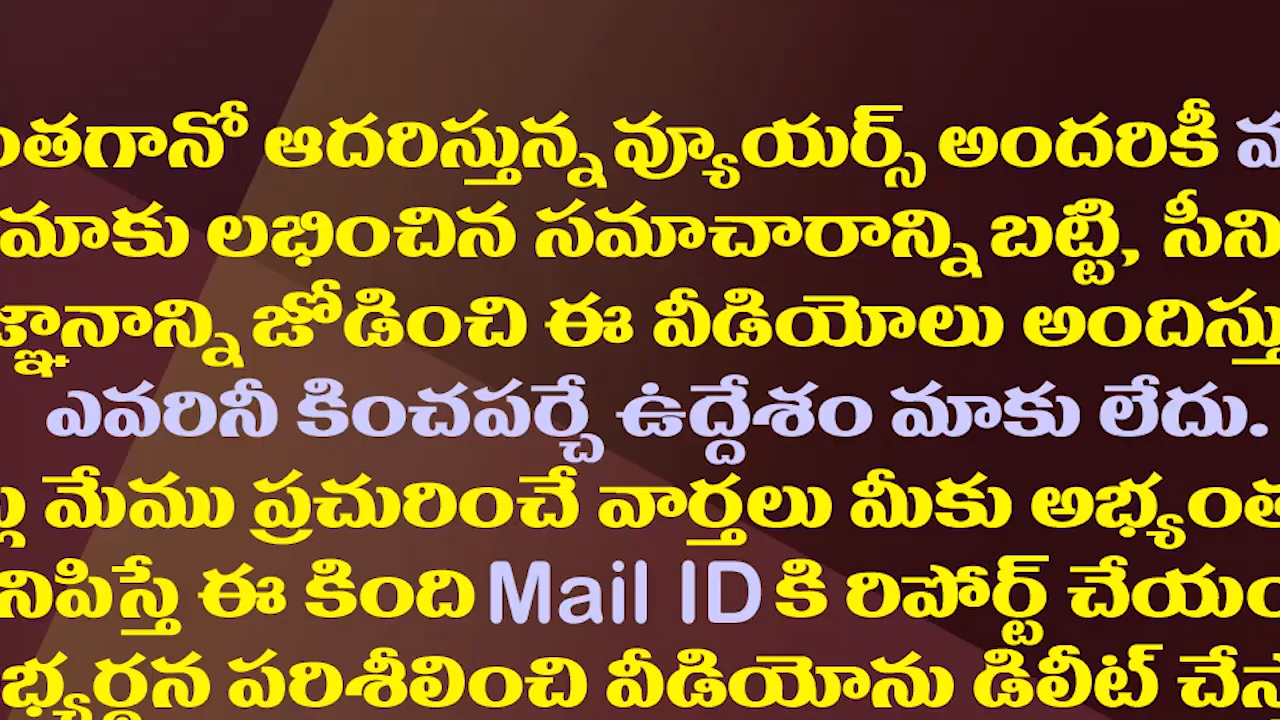 ఆదరిస్తున్న వ్యూయర్స్ అందరికీ
మాకు లభించిన సమాచారాన్ని బట్టి,
జోడించి ఈ వీడియోలు
ఎవరినీ కించపర్చే ఉద్దేశం మాకు లేదు.
మేము ప్రచురించే వార్తలు మీకు
ఈ కింది Mail ID కి రిపోర్ట్
పరిశీలించి వీడియోను డిలీట్